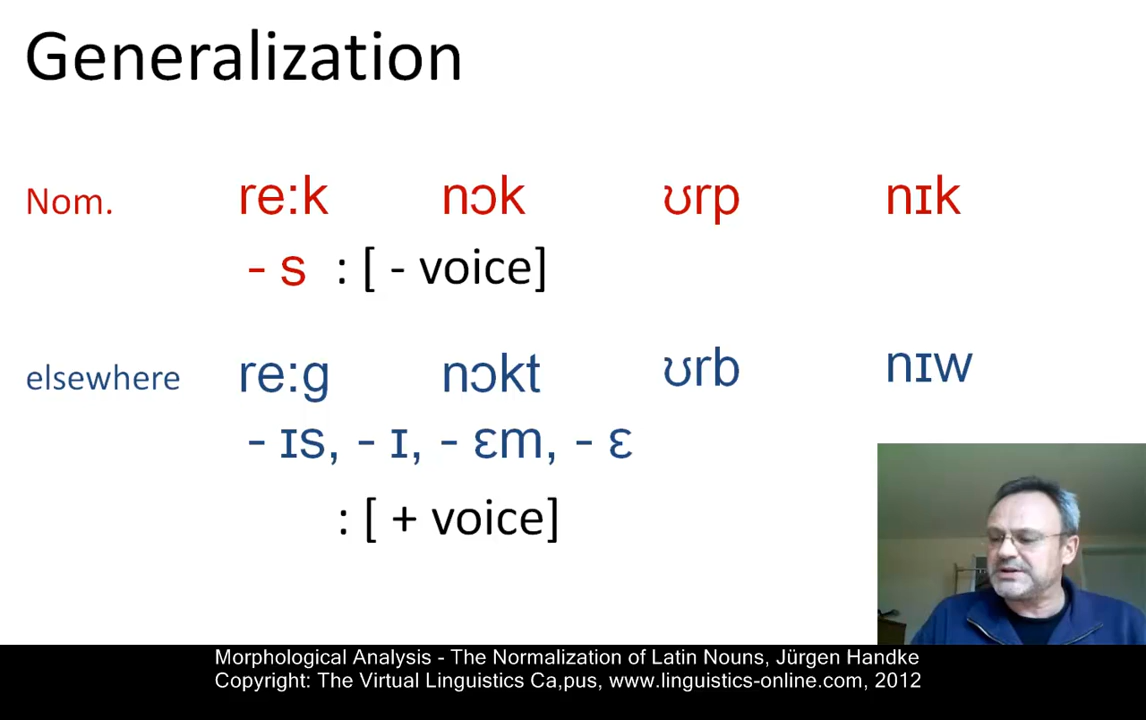 Generalization
Nom. re:k nɔk ʊrp nɪk
- s : [ - voice]
elsewhere re:g nɔkt ʊrb nɪw
- ɪs, - ɪ, - ɛm, - ɛ
: [ + voice]
Morphological Analysis - The Normalization of Latin Nouns, Jürgen Handke
Copyright: The Virtual Linguistics Ca,pus, www.linguistics-online.com, 2012